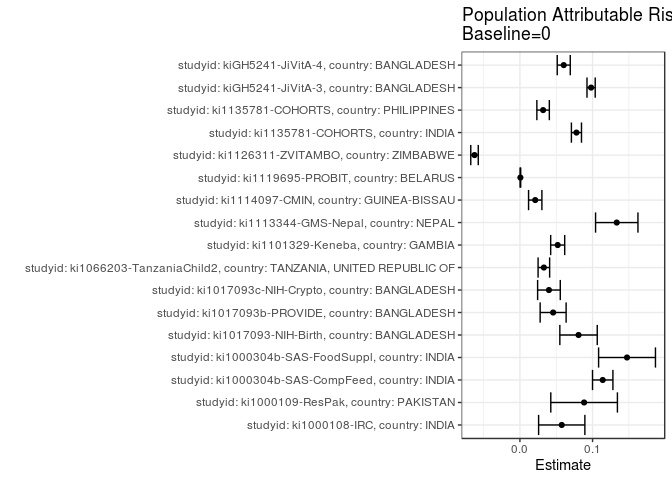 Population Attributable Ris
Baseline=0
studyid: kiGH5241-JiVitA-4, country: BANGLADESH
studyid: kiGH5241-JiVitA-3, country: BANGLADESH
studyid: ki1135781-COHORTS, country: PHILIPPINES
studyid: ki1135781-COHORTS, country: INDIA
studyid: ki1126311-ZVITAMBO, country: ZIMBABWE
studyid: ki1119695-PROBIT, country: BELARUS
studyid: ki1114097-CMIN, country: GUINEA-BISSAU
studyid: ki1113344-GMS-Nepal, country: NEPAL
studyid: ki1101329-Keneba, country: GAMBIA
studyid: ki1066203-TanzaniaChild2, country: TANZANIA, UNITED REPUBLIC OF
studyid: ki1017093c-NIH-Crypto, country: BANGLADESH
studyid: ki1017093b-PROVIDE, country: BANGLADESH
studyid: ki1017093-NIH-Birth, country: BANGLADESH
studyid: ki1000304b-SAS-FoodSuppl, country: INDIA
studyid: ki1000304b-SAS-CompFeed, country: INDIA
studyid: ki1000109-ResPak, country: PAKISTAN
studyid: ki1000108-IRC, country: INDIA
0.0 0.1
Estimate